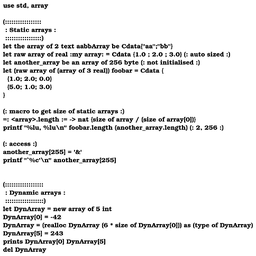 use std, array
(:::::::::::::::::
: Static arrays :
:::::::::::::::::)
let the array of 2 text aabbArray be Cdata{"aa";"bb"}
let raw array of real :my array: = Cdata {1.0 ; 2.0 ; 3.0} (: auto sized :)
let another_array be an array of 256 byte (: not initialised :)
let (raw array of (array of 3 real)) foobar = Cdata {
{1.0; 2.0; 0.0}
{5.0; 1.0; 3.0}
}
(: macro to get size of static arrays :)
=: <array>.length := -> nat (size of array / (size of array[0]))
printf "%lu, %lu\n" foobar.length (another_array.length) (: 2, 256 :)
(: access :)
another_array[255] = '&'
printf "`%c'\n" another_array[255]
(:::::::::::::::::
: Dynamic arrays :
::::::::::::::::::)
let DynArray = new array of 5 int
DynArray[0] = -42
DynArray = (realloc DynArray (6 * size of DynArray[0])) as (type of DynArray)
DynArray[5] = 243
prints DynArray[0] DynArray[5]
del DynArray